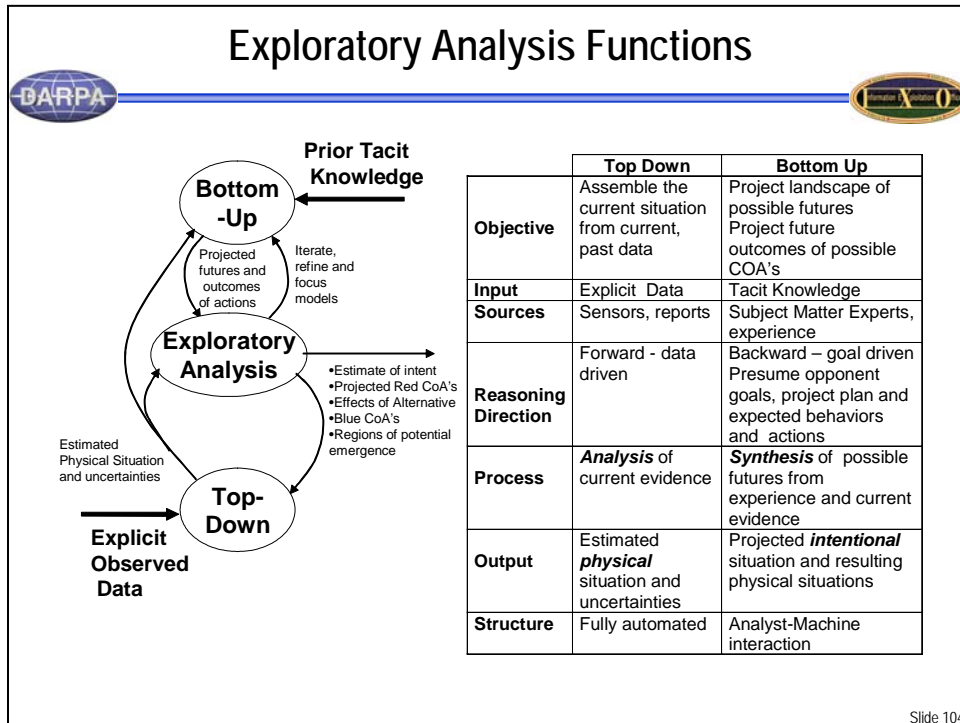 Exploratory Analysis Functions
DARPA
Information Exploitation Office
I X O
Prior Tacit
Knowledge
Bottom
-Up
Projected
futures and
outcomes
of actions
Iterate,
refine and
focus
models
Exploratory
Analysis
•Estimate of intent
•Projected Red CoA's
•Effects of Alternative
•Blue CoA's
•Regions of potential
emergence
Estimated
Physical Situation
and uncertainties
Top-
Down
Explicit
Observed
Data
Top Down
Bottom Up
Objective
Assemble the
current situation
from current,
past data
Project landscape of
possible futures
Project future
outcomes of possible
COA's
Input
Explicit Data
Tacit Knowledge
Sources
Sensors, reports
Subject Matter Experts,
experience
Reasoning
Direction
Forward - data
driven
Backward – goal driven
Presume opponent
goals, project plan and
expected behaviors
and actions
Process
Analysis of
current evidence
Synthesis of possible
futures from
experience and current
evidence
Output
Estimated
physical
situation and
uncertainties
Projected intentional
situation and resulting
physical situations
Structure
Fully automated
Analyst-Machine
interaction
Slide 104